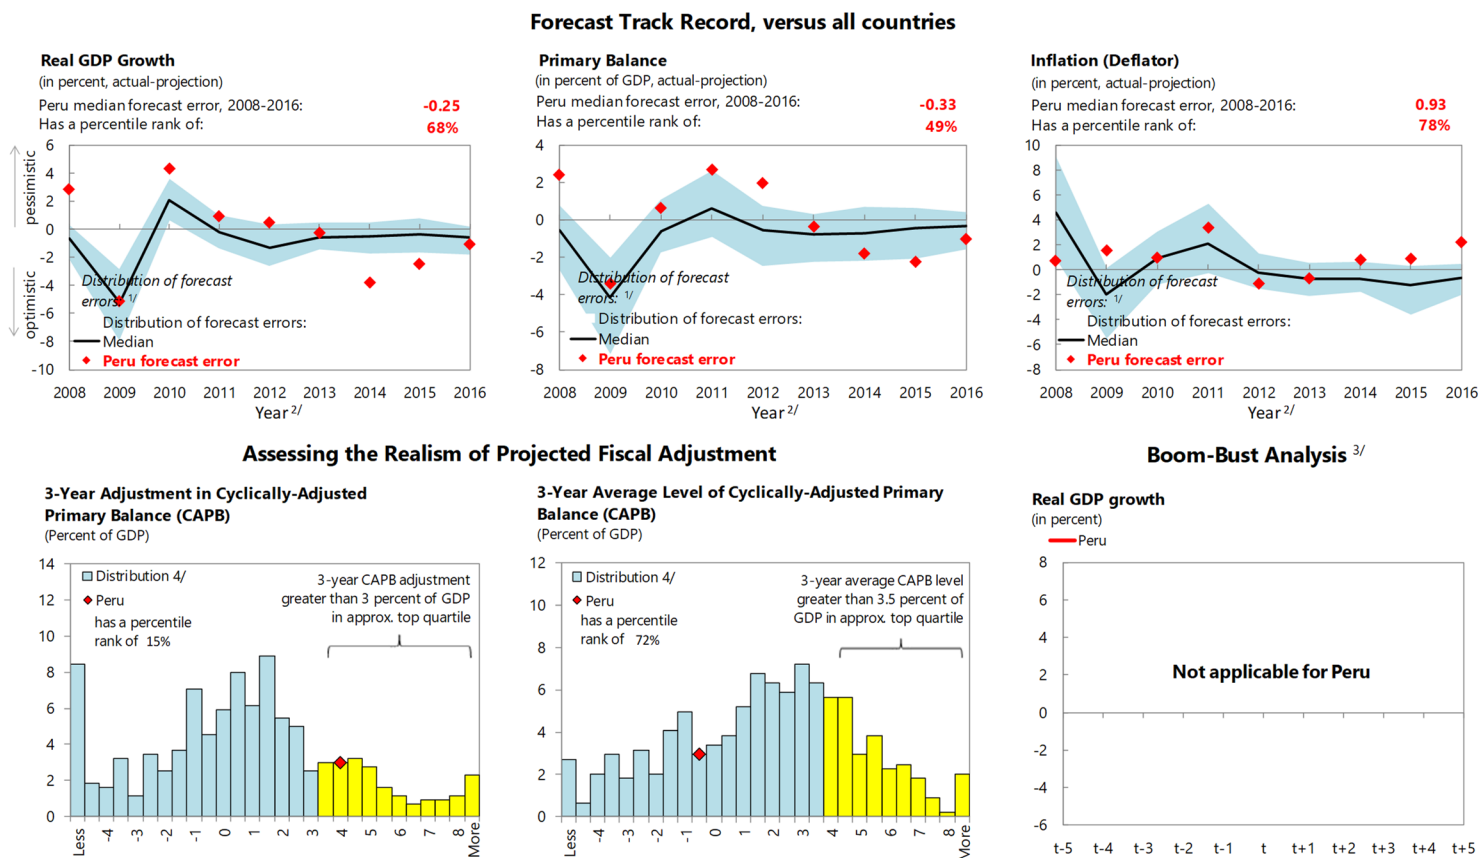 Forecast Track Record, versus all countries
Real GDP Growth
(in percent, actual-projection)
Peru median forecast error, 2008-2016: -0.25
Has a percentile rank of: 68%
pessimistic
optimistic
6
4
2
0
-2
-4
-6
-8
-10
Distribution of forecast
errors: 1/
Distribution of forecast errors:
Median
Peru forecast error
2008 2009 2010 2011 2012 2013 2014 2015 2016
Year 2/
Primary Balance
(in percent of GDP, actual-projection)
Peru median forecast error, 2008-2016: -0.33
Has a percentile rank of: 49%
4
2
0
-2
-4
-6
-8
Distribution of forecast
errors: 1/
Distribution of forecast errors:
Median
Peru forecast error
2008 2009 2010 2011 2012 2013 2014 2015 2016
Year 2/
Inflation (Deflator)
(in percent, actual-projection)
Peru median forecast error, 2008-2016: 0.93
Has a percentile rank of: 78%
10
8
6
4
2
0
-2
-4
-6
-8
Distribution of forecast
errors: 1/
Distribution of forecast errors:
Median
Peru forecast error
2008 2009 2010 2011 2012 2013 2014 2015 2016
Year 2/
Assessing the Realism of Projected Fiscal Adjustment
3-Year Adjustment in Cyclically-Adjusted
Primary Balance (CAPB)
(Percent of GDP)
14
12
10
8
6
4
2
0
Distribution 4/
Peru
has a percentile
rank of 15%
3-year CAPB adjustment
greater than 3 percent of GDP
in approx. top quartile
Less -4 -3 -2 -1 0 1 2 3 4 5 6 7 8 More
3-Year Average Level of Cyclically-Adjusted Primary
Balance (CAPB)
(Percent of GDP)
12
10
8
6
4
2
0
Distribution 4/
Peru
has a percentile
rank of 72%
3-year average CAPB level
greater than 3.5 percent of
GDP in approx. top quartile
Less -4 -3 -2 -1 0 1 2 3 4 5 6 7 8 More
Boom-Bust Analysis 3/
Real GDP growth
(in percent)
Peru
8
6
4
2
0
-2
-4
-6
Not applicable for Peru
t-5 t-4 t-3 t-2 t-1 t t+1 t+2 t+3 t+4 t+5